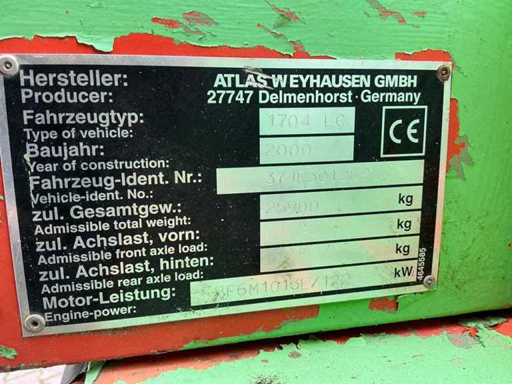 Hersteller: ATLAS WEYHAUSEN GMBH
Producer: 27747 Delmenhorst · Germany
Fahrzeugtyp: 1704 LC
Type of vehicle:
Baujahr: 2000
Year of construction:
Fahrzeug-Ident. Nr.:
Vehicle-ident. No.:
zul. Gesamtgew.: kg
Admissible total weight:
zul. Achslast, vorn: kg
Admissible front axle load:
zul. Achslast, hinten: kg
Admissible rear axle load:
Motor-Leistung: kW
Engine-power:
CE
4645585